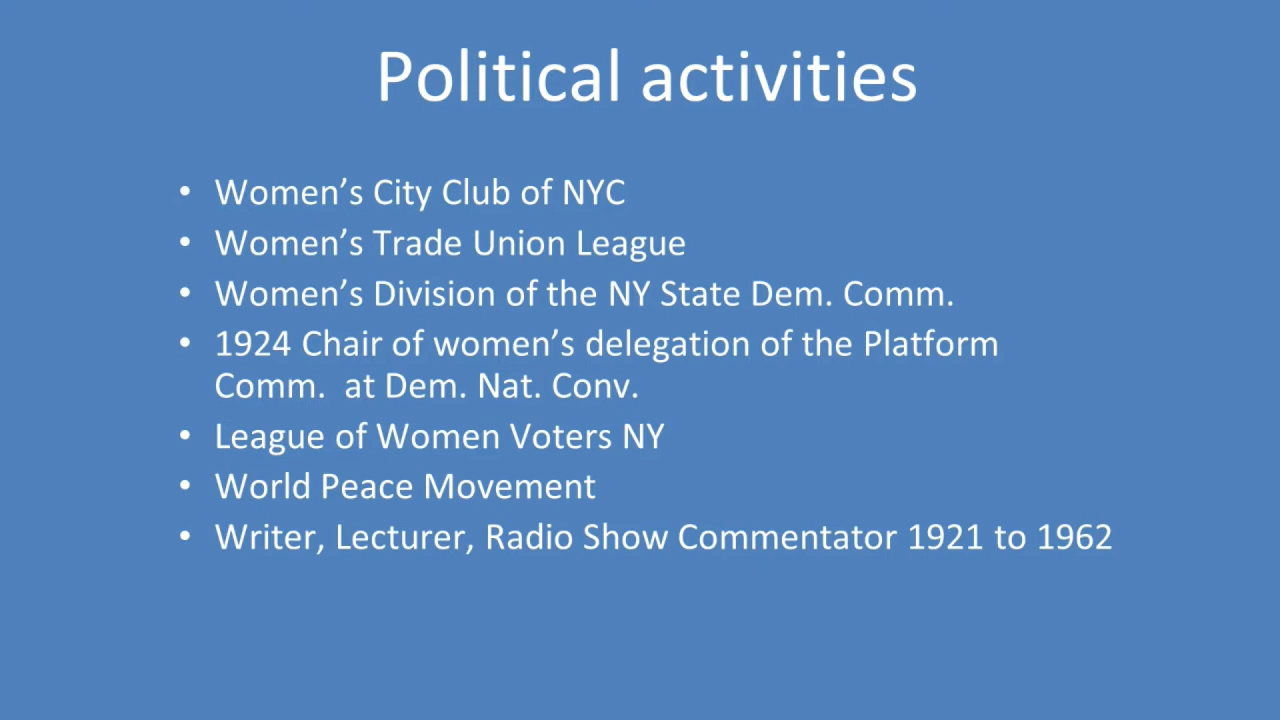 Political activities
• Women’s City Club of NYC
• Women’s Trade Union League
• Women’s Division of the NY State Dem. Comm.
• 1924 Chair of women’s delegation of the Platform
Comm.  at Dem. Nat. Conv.
• League of Women Voters NY
• World Peace Movement
• Writer, Lecturer, Radio Show Commentator 1921 to 1962